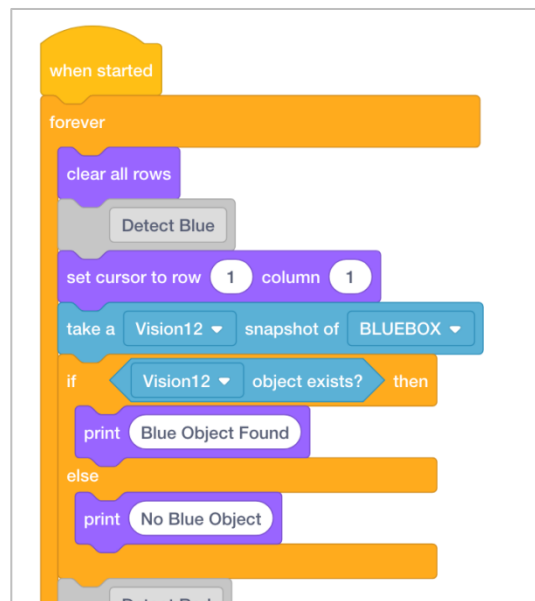 when started
forever
clear all rows
Detect Blue
set cursor to row 1 column 1
take a Vision12 snapshot of BLUEBOX
if Vision12 object exists? then
print Blue Object Found
else
print No Blue Object